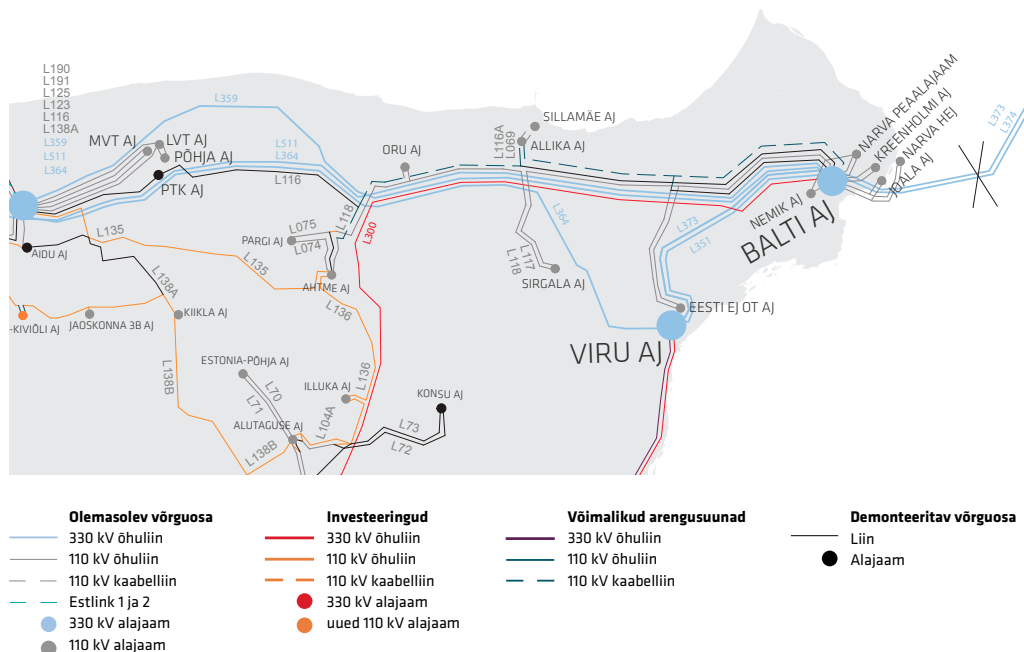 L190
L191
L125
L123
L116
L138A
L359
L511
L364
L359
MVT AJ
LVT AJ
PÕHJA AJ
PTK AJ
L511
L364
L116
ORU AJ
L116A
L069
SILLAMÄE AJ
ALLIKA AJ
NARVA PEAALAJAAM
KREENHOLMI AJ
NARVA HEJ
JOALA AJ
NEMIK AJ
BALTI AJ
L373
L374
AIDU AJ
L135
L138A
L135
PARGI AJ
L075
L074
L118
L300
AHTME AJ
L136
L117
L118
SIRGALA AJ
L364
L373
L351
EESTI EJ OT AJ
VIRU AJ
-KIVIÕLI AJ
JAOSKONNA 3B AJ
KIIKLA AJ
L138B
ESTONIA-PÕHJA AJ
L70
L71
ILLUKA AJ
L136
L104A
KONSU AJ
ALUTAGUSE AJ
L138B
L73
L72
Olemasolev võrguosa
330 kV õhuliin
110 kV õhuliin
110 kV kaabelliin
Estlink 1 ja 2
330 kV alajaam
110 kV alajaam
Investeeringud
330 kV õhuliin
110 kV õhuliin
110 kV kaabelliin
330 kV alajaam
uued 110 kV alajaam
Võimalikud arengusuunad
330 kV õhuliin
110 kV õhuliin
110 kV kaabelliin
Demonteeritav võrguosa
Liin
Alajaam